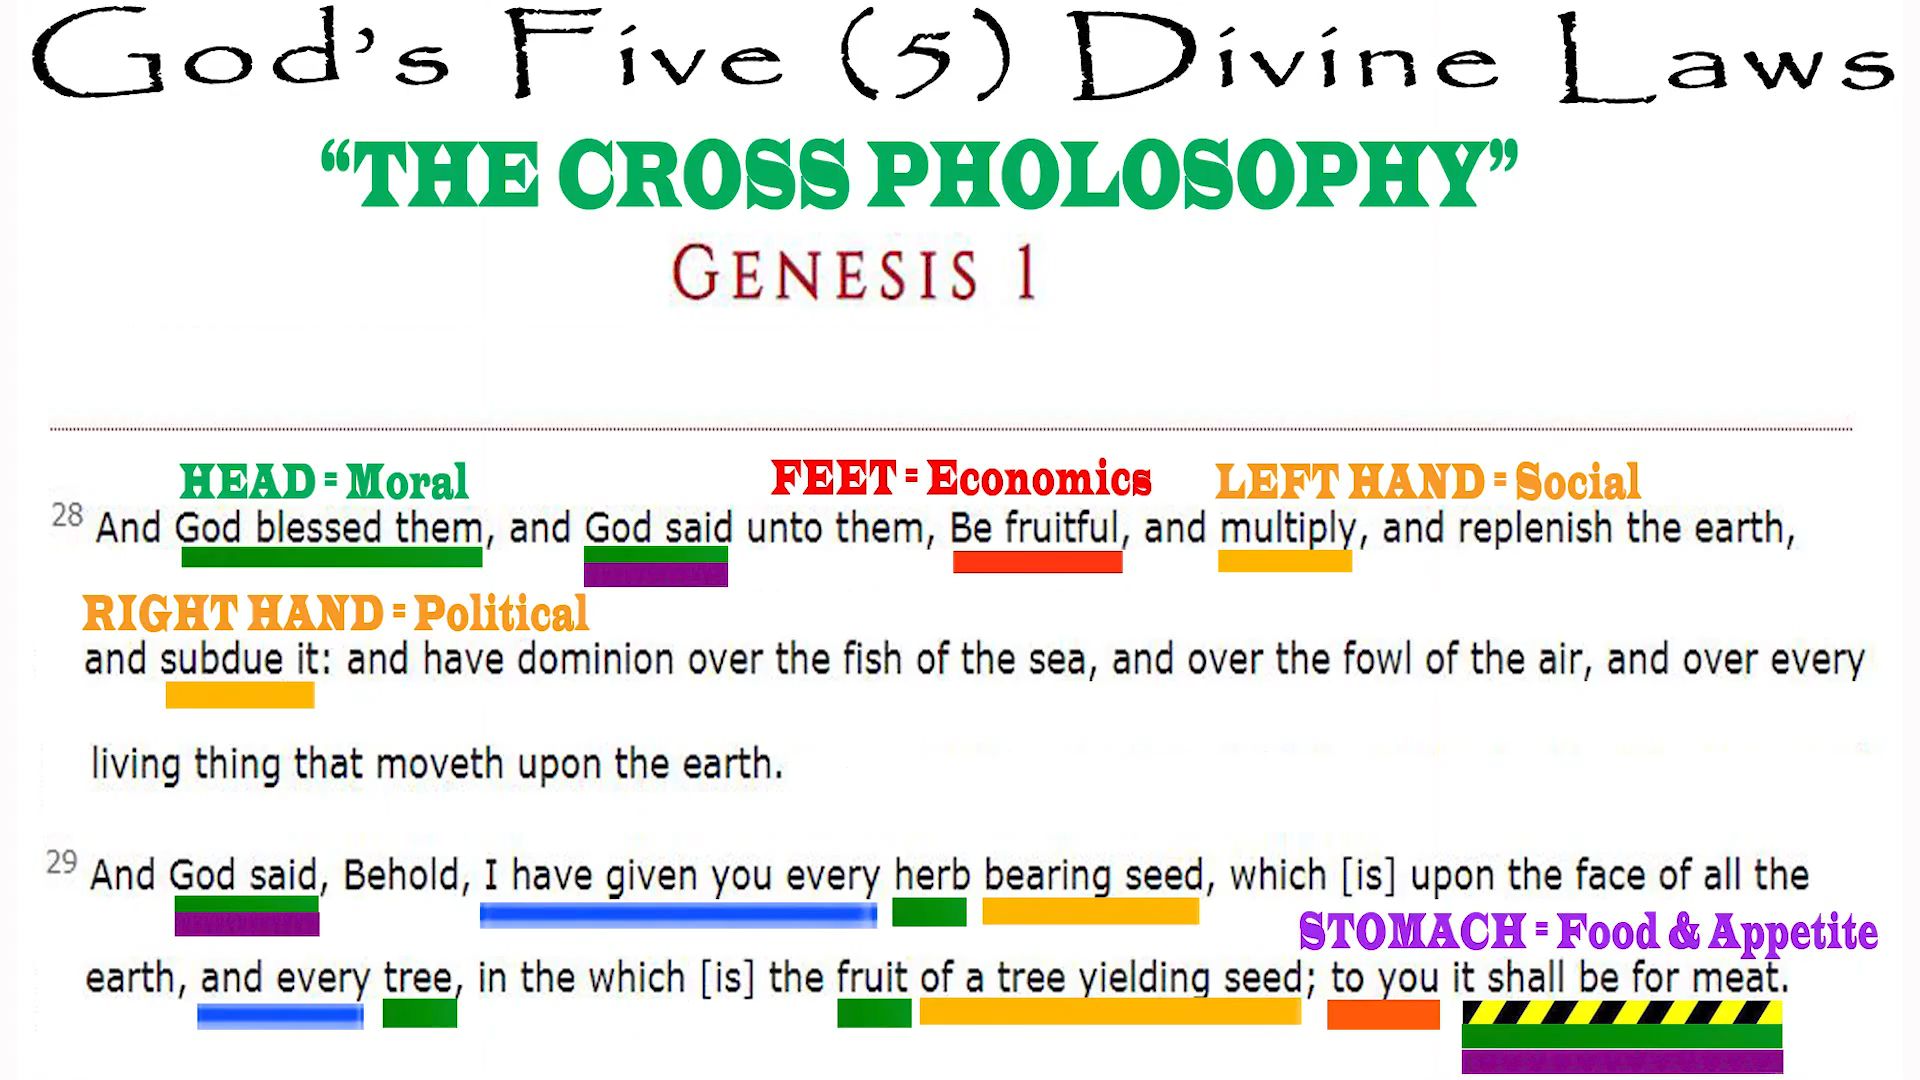 God's Five (5) Divine Laws
“THE CROSS PHOLOSOPHY”
GENESIS 1
HEAD = Moral
FEET = Economics
LEFT HAND = Social
28 And God blessed them, and God said unto them, Be fruitful, and multiply, and replenish the earth,
RIGHT HAND = Political
and subdue it: and have dominion over the fish of the sea, and over the fowl of the air, and over every
living thing that moveth upon the earth.
29 And God said, Behold, I have given you every herb bearing seed, which [is] upon the face of all the
STOMACH = Food & Appetite
earth, and every tree, in the which [is] the fruit of a tree yielding seed; to you it shall be for meat.